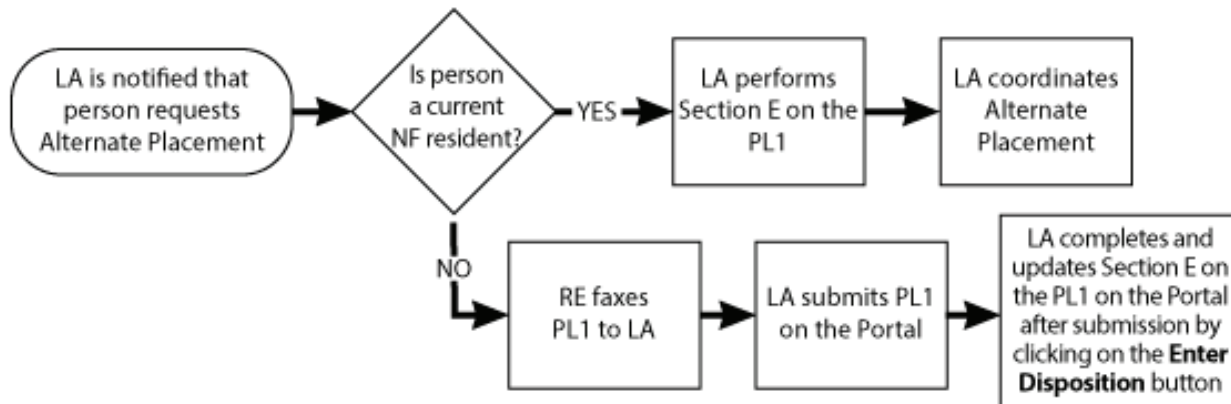 LA is notified that
person requests
Alternate Placement
Is person
a current
NF resident?
YES
LA performs
Section E on the
PL1
LA coordinates
Alternate
Placement
NO
RE faxes
PL1 to LA
LA submits PL1
on the Portal
LA completes and
updates Section E on
the PL1 on the Portal
after submission by
clicking on the Enter
Disposition button